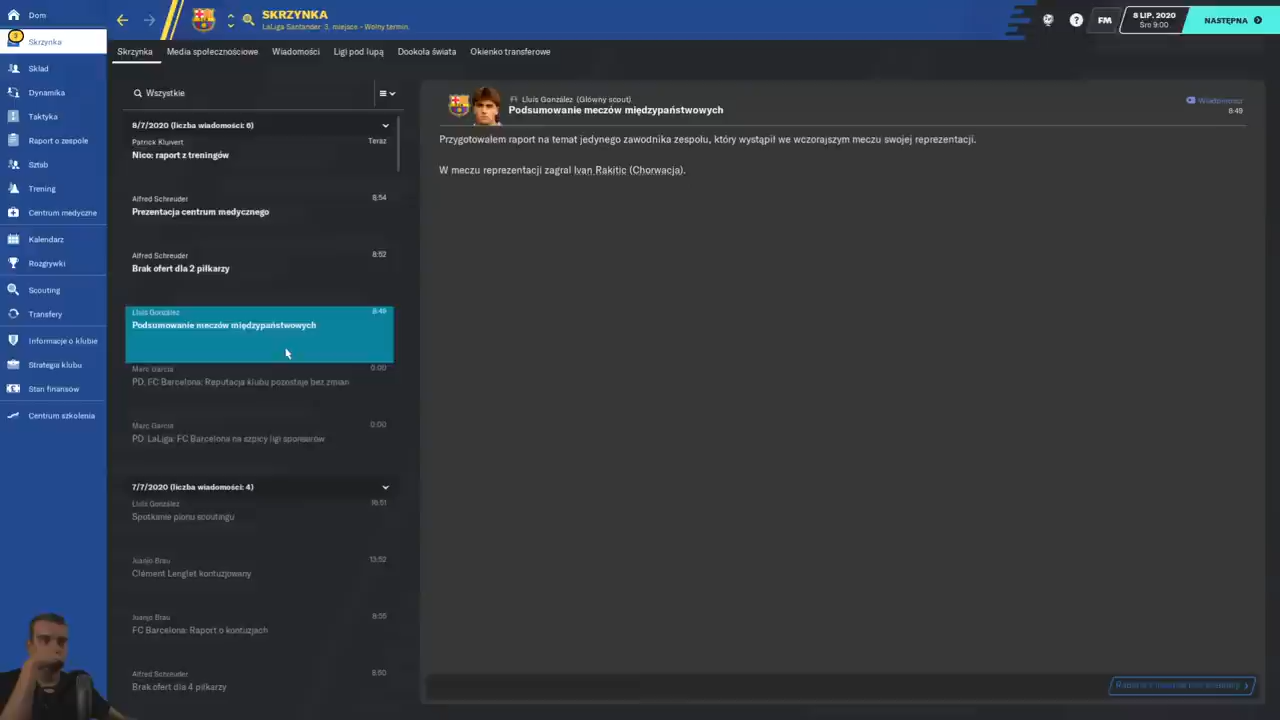 Dom
SKRZYNKA
LaLiga Santander 3. miejsce - Wolny termin.
FM
8 LIP. 2020
Śro 9:00
NASTĘPNA
3
Skrzynka
Skład
Dynamika
Taktyka
Raport o zespole
Sztab
Trening
Centrum medyczne
Kalendarz
Rozgrywki
Scouting
Transfery
Informacje o klubie
Strategia klubu
Stan finansów
Centrum szkolenia
Skrzynka Media społecznościowe Wiadomości Ligi pod lupą Dookoła świata Okienko transferowe
Wszystkie
8/7/2020 (liczba wiadomości: 6)
Patrick Kluivert Teraz
Nico: raport z treningów
Alfred Schreuder 8:54
Prezentacja centrum medycznego
Alfred Schreuder 8:52
Brak ofert dla 2 piłkarzy
Lluís González 8:49
Podsumowanie meczów międzypaństwowych
Marc Garcia 0:00
PD: FC Barcelona: Reputacja klubu pozostaje bez zmian
Marc Garcia 0:00
PD: LaLiga: FC Barcelona na szpicy ligi sponsorów
7/7/2020 (liczba wiadomości: 4)
Lluís González 16:51
Spotkanie pionu scoutingu
Juanjo Brau 13:52
Clément Lenglet kontuzjowany
Juanjo Brau 8:55
FC Barcelona: Raport o kontuzjach
Alfred Schreuder 8:50
Brak ofert dla 4 piłkarzy
Lluís González (Główny scout)
Podsumowanie meczów międzypaństwowych
Wiadomości
8:49
Przygotowałem raport na temat jedynego zawodnika zespołu, który wystąpił we wczorajszym meczu swojej reprezentacji.
W meczu reprezentacji zagrał Ivan Rakitic (Chorwacja).